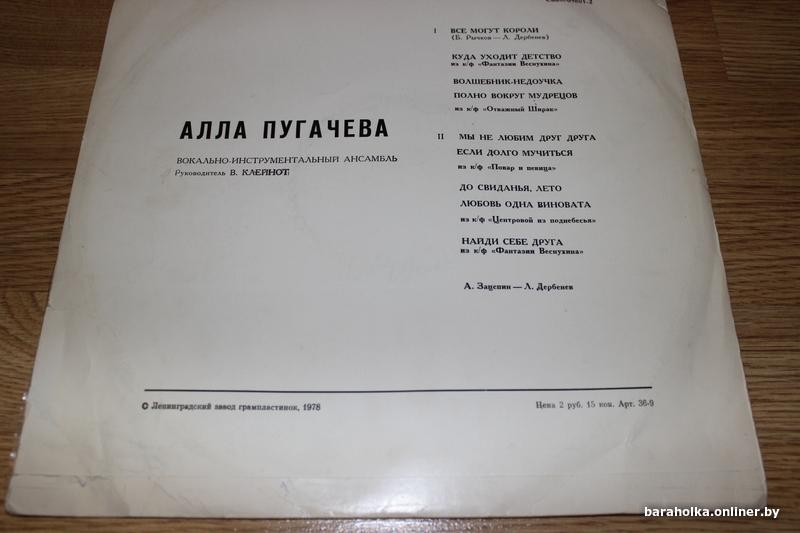 АЛЛА ПУГАЧЕВА
ВОКАЛЬНО-ИНСТРУМЕНТАЛЬНЫЙ АНСАМБЛЬ
Руководитель В. КЛЕЙНОТ
I ВСЕ МОГУТ КОРОЛИ
(Б. Рычков — Л. Дербенев)
КУДА УХОДИТ ДЕТСТВО
из к/ф «Фантазии Веснухина»
ВОЛШЕБНИК-НЕДОУЧКА
ПОЛНО ВОКРУГ МУДРЕЦОВ
из к/ф «Отважный Ширак»
II МЫ НЕ ЛЮБИМ ДРУГ ДРУГА
ЕСЛИ ДОЛГО МУЧИТЬСЯ
из к/ф «Повар и певица»
ДО СВИДАНЬЯ, ЛЕТО
ЛЮБОВЬ ОДНА ВИНОВАТА
из к/ф «Центровой из поднебесья»
НАЙДИ СЕБЕ ДРУГА
из к/ф «Фантазии Веснухина»
А. Зацепин — Л. Дербенев
© Ленинградский завод грампластинок, 1978
Цена 2 руб. 15 коп. Арт. 36-9
baraholka.onliner.by